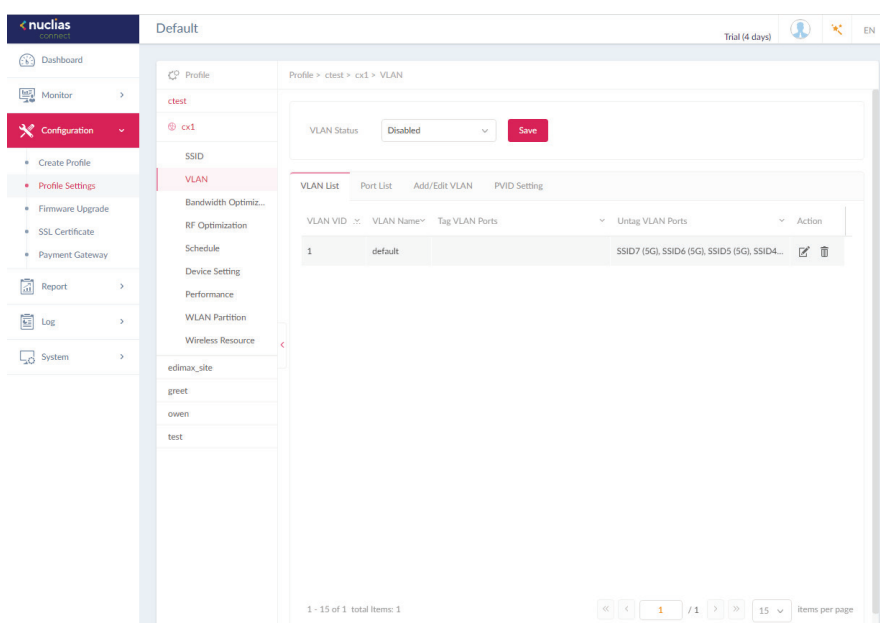 nuclias
connect
Default
Trial (4 days)
EN
Dashboard
Monitor
Configuration
Create Profile
Profile Settings
Firmware Upgrade
SSL Certificate
Payment Gateway
Report
Log
System
Profile
ctest
cx1
SSID
VLAN
Bandwidth Optimiz...
RF Optimization
Schedule
Device Setting
Performance
WLAN Partition
Wireless Resource
edimax_site
greet
owen
test
Profile > ctest > cx1 > VLAN
VLAN Status Disabled Save
VLAN List Port List Add/Edit VLAN PVID Setting
VLAN VID VLAN Name Tag VLAN Ports Untag VLAN Ports Action
1 default SSID7 (5G), SSID6 (5G), SSID5 (5G), SSID4...
1 - 15 of 1 total Items: 1
1 / 1 15 items per page